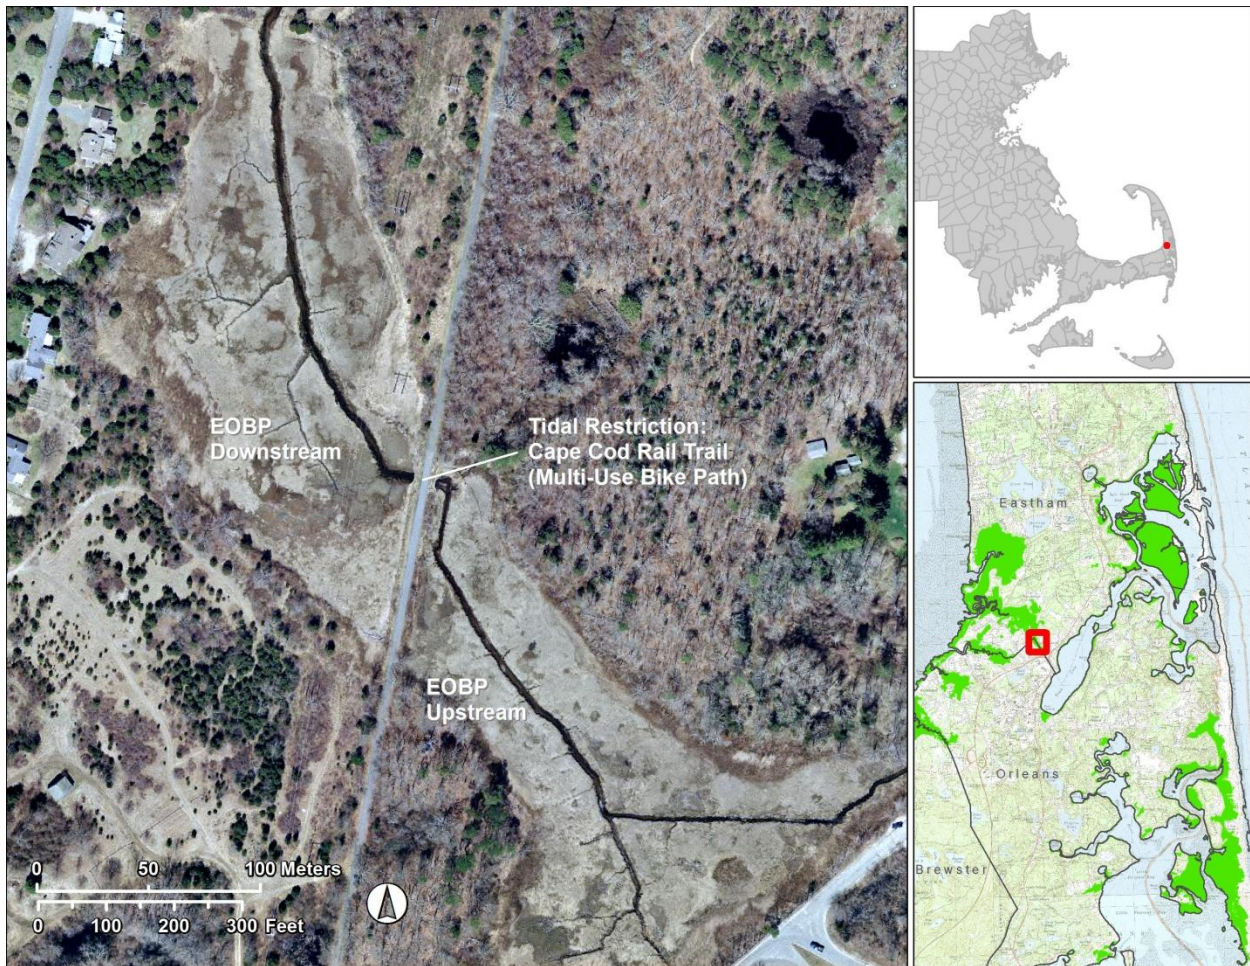 EOBP
Downstream
Tidal Restriction:
Cape Cod Rail Trail
(Multi-Use Bike Path)
EOBP
Upstream
0 50 100 Meters
0 100 200 300 Feet
Eastham
Orleans
Brewster